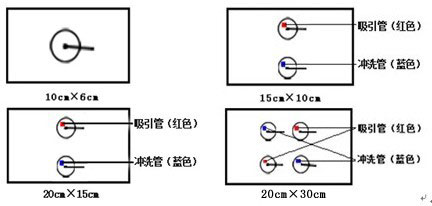 吸引管（红色）
冲洗管（蓝色）
10cm×6cm
15cm×10cm
吸引管（红色）
冲洗管（蓝色）
吸引管（红色）
冲洗管（蓝色）
20cm×15cm
20cm×30cm